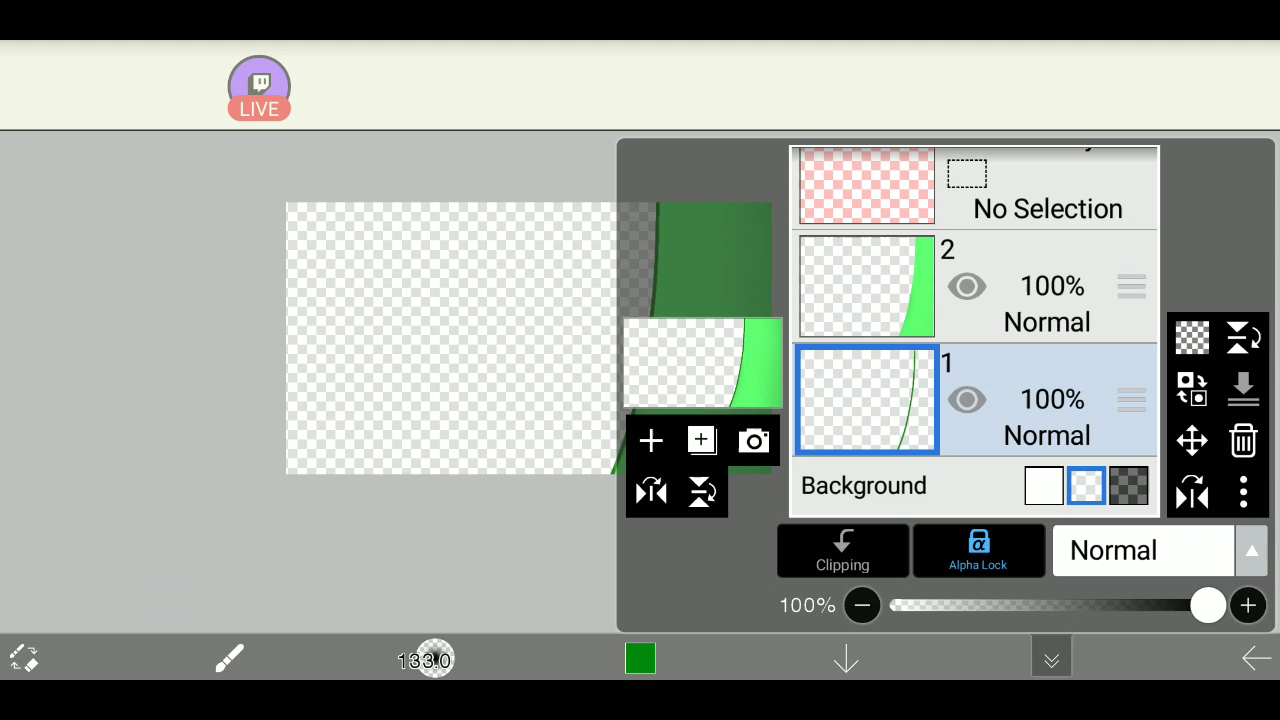 LIVE
No Selection
2
100%
Normal
1
100%
Normal
Background
Clipping
α
Alpha Lock
Normal
100%
133.0